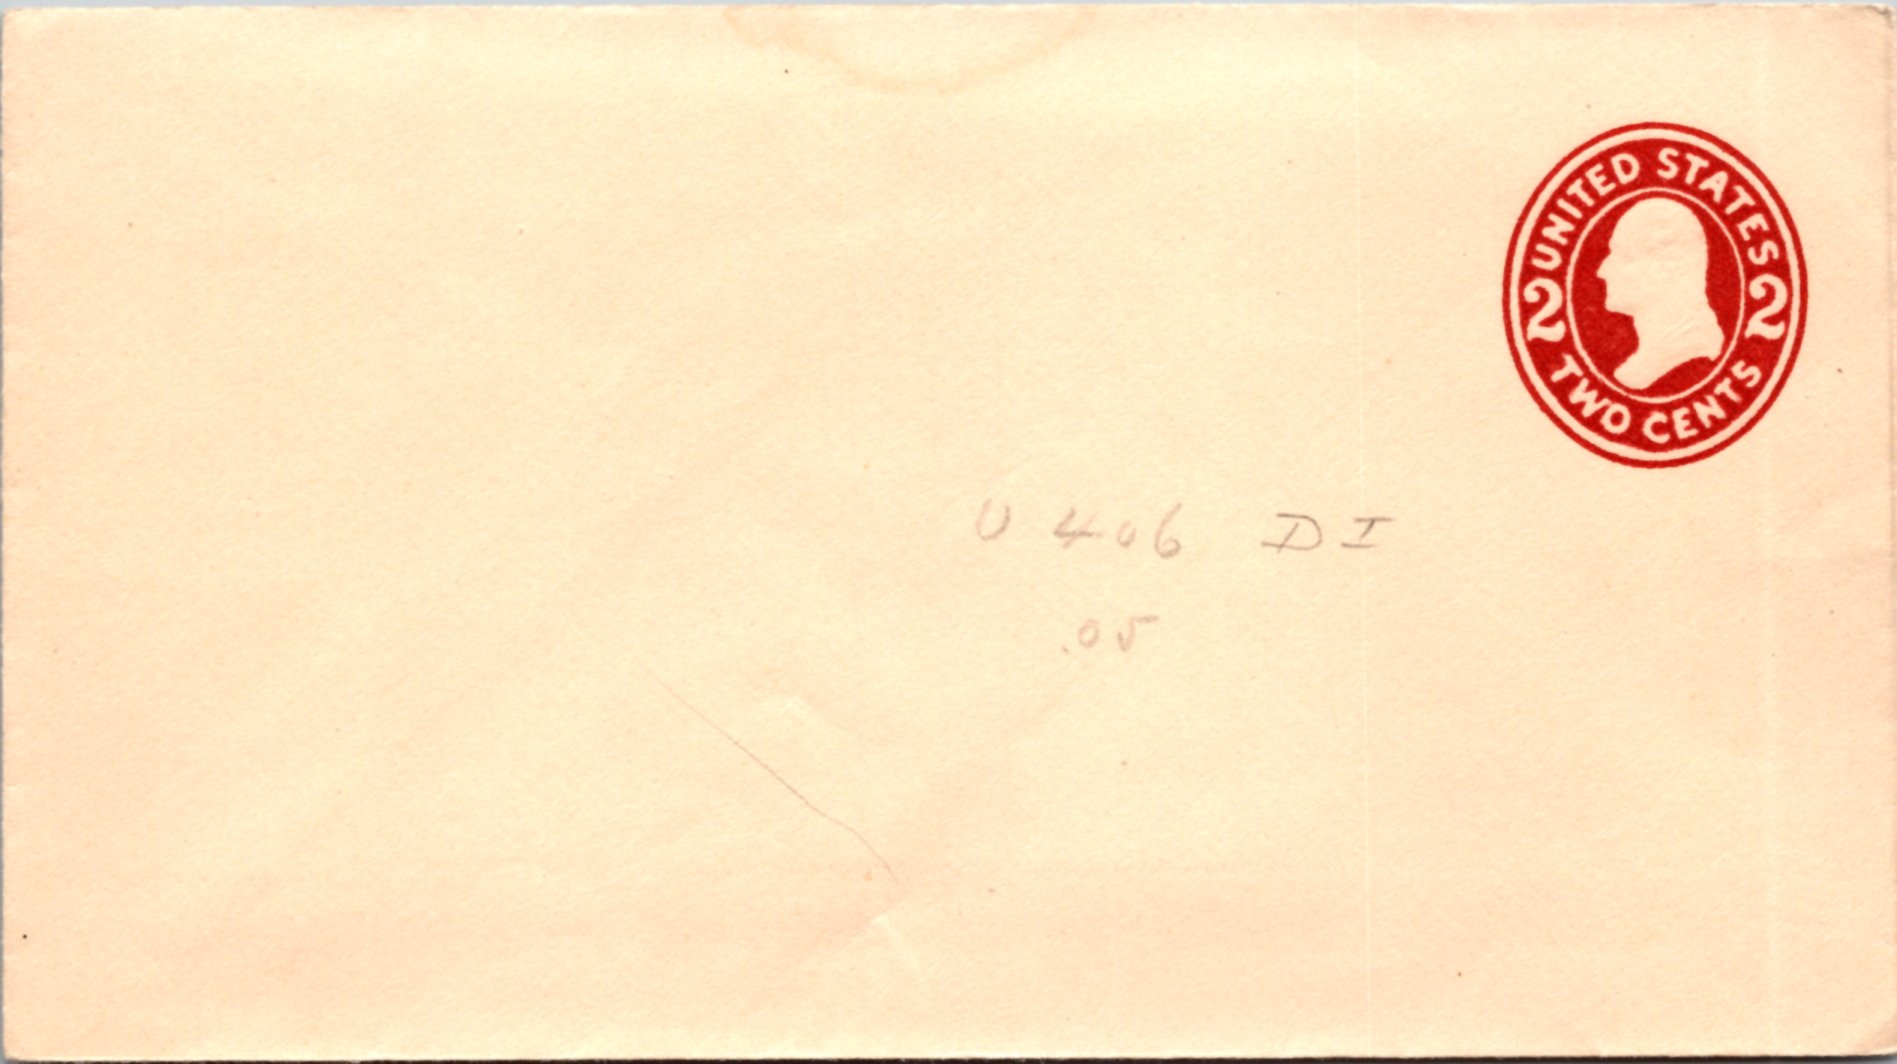 UNITED STATES
2 2
TWO CENTS
U 406 DI
.05